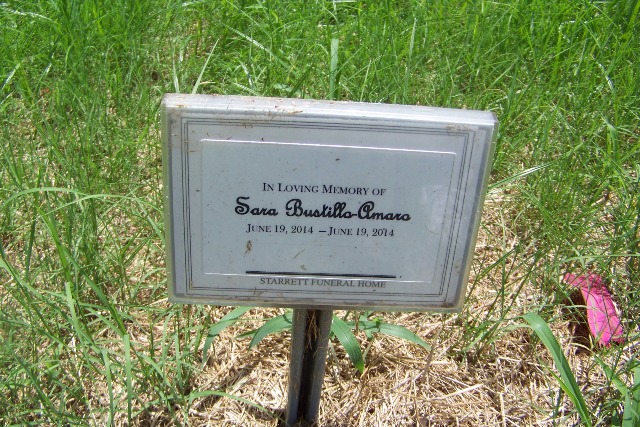 In Loving Memory of
Sara Bustillo-Amaro
June 19, 2014 – June 19, 2014
STARRETT FUNERAL HOME